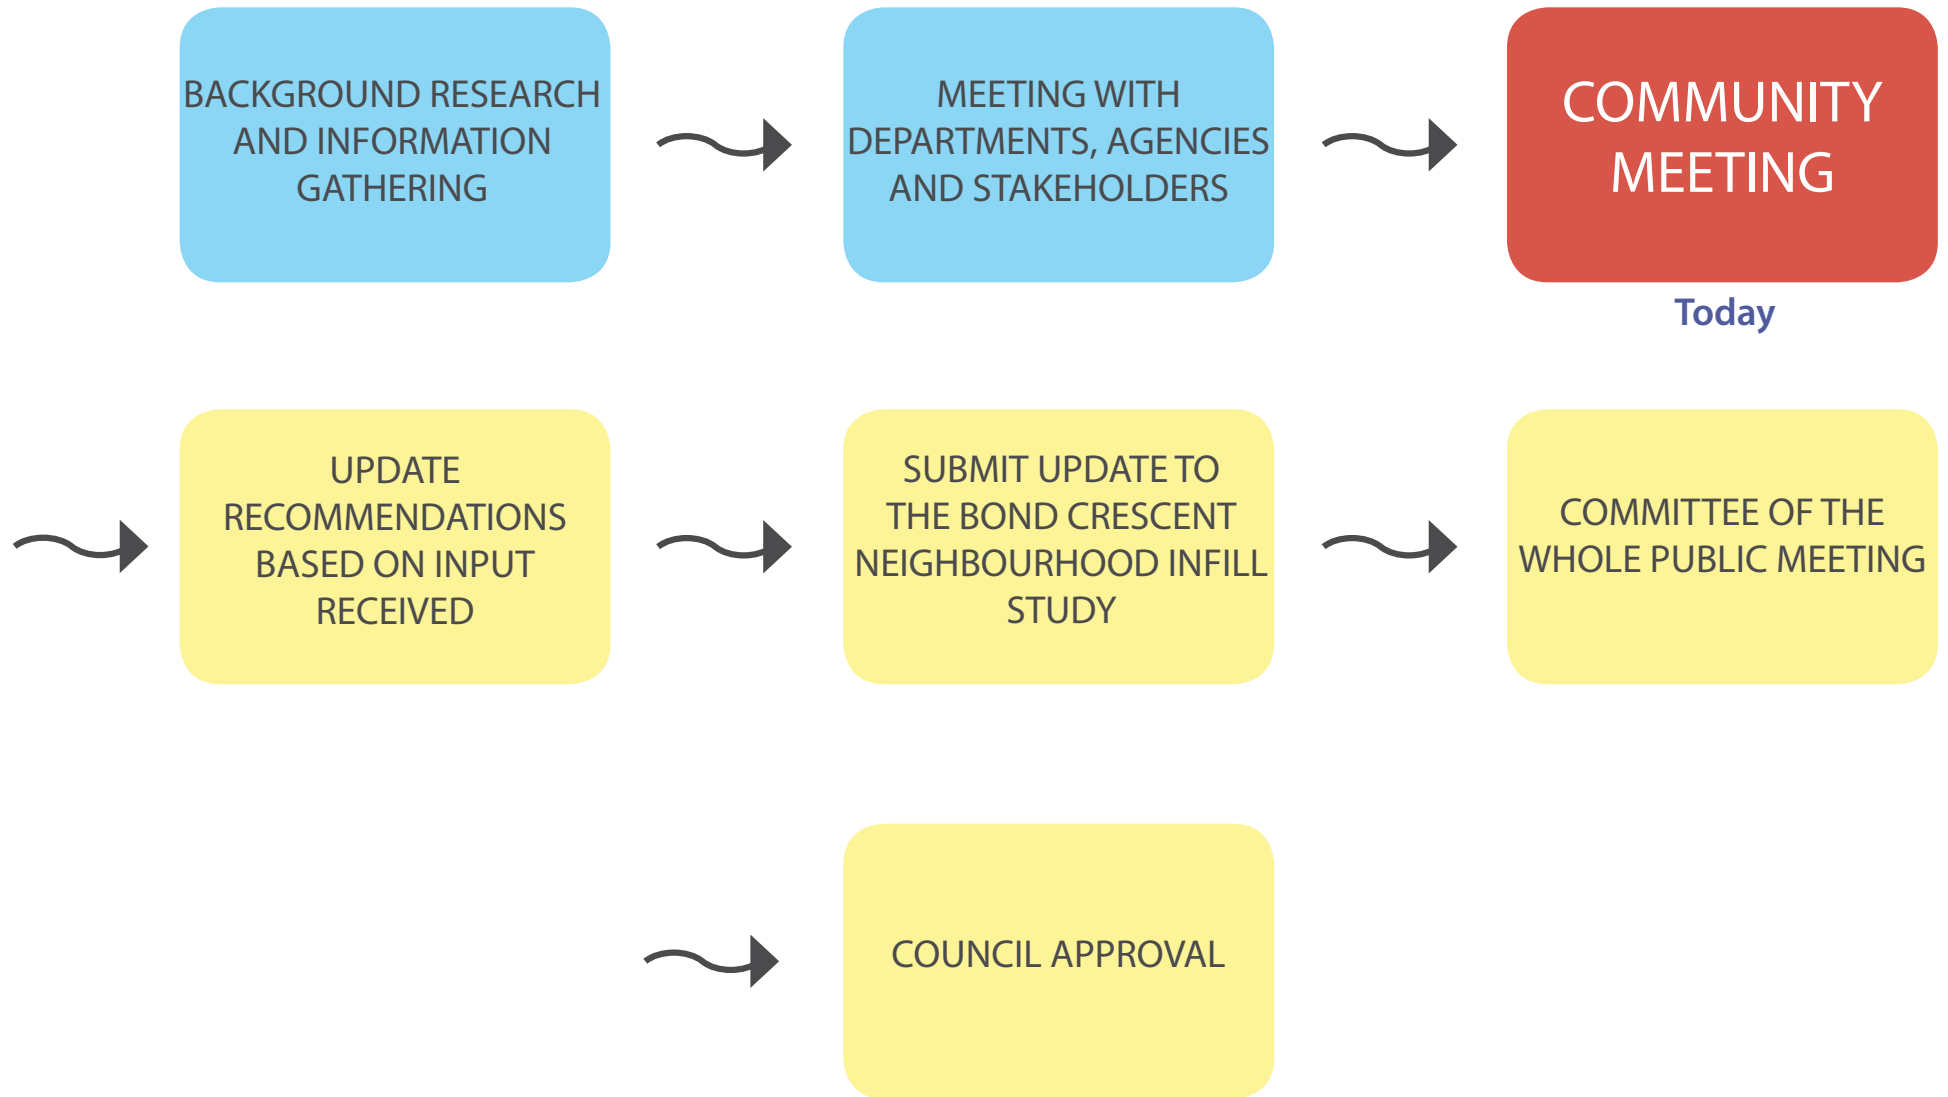 BACKGROUND RESEARCH
AND INFORMATION
GATHERING
MEETING WITH
DEPARTMENTS, AGENCIES
AND STAKEHOLDERS
COMMUNITY
MEETING
Today
UPDATE
RECOMMENDATIONS
BASED ON INPUT
RECEIVED
SUBMIT UPDATE TO
THE BOND CRESCENT
NEIGHBOURHOOD INFILL
STUDY
COMMITTEE OF THE
WHOLE PUBLIC MEETING
COUNCIL APPROVAL